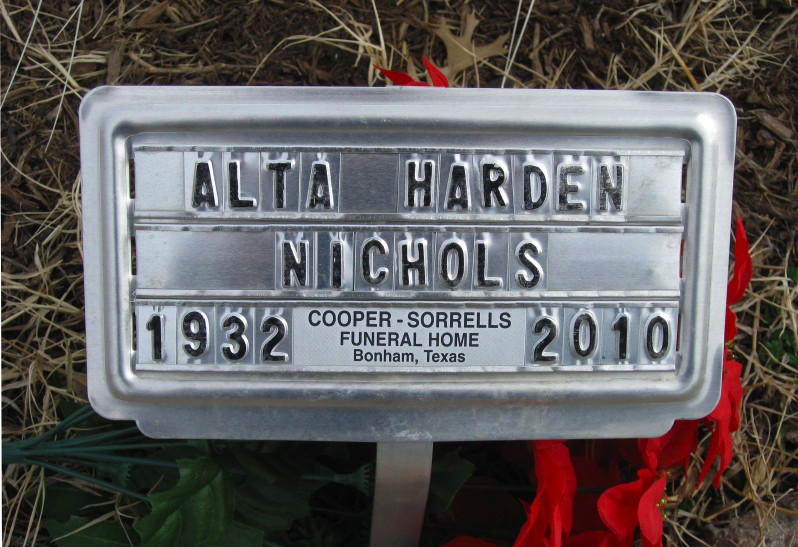 ALTA HARDEN
NICHOLS
1932 COOPER-SORRELLS 2010
FUNERAL HOME
Bonham, Texas